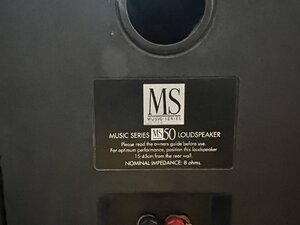 MS
MUSIC SERIES
MUSIC SERIES MS50 LOUDSPEAKER
Please read the owners guide before use.
For optimum performance, position this loudspeaker
15-45cm from the rear wall.
NOMINAL IMPEDANCE: 8 ohms.